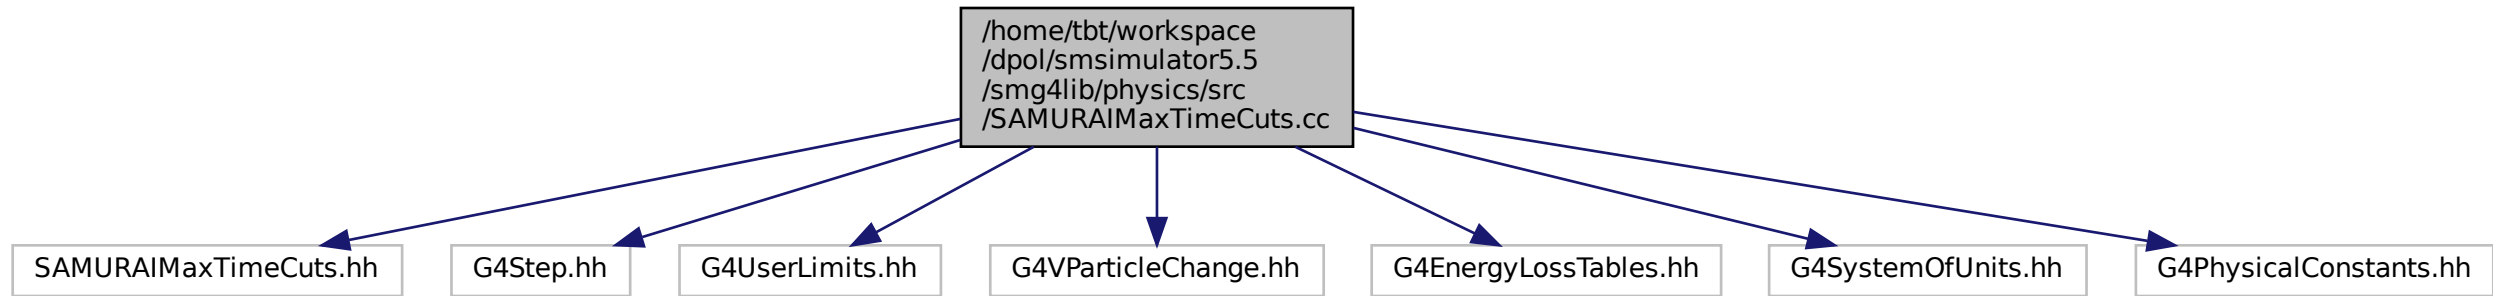 /home/tbt/workspace
/dpol/smsimulator5.5
/smg4lib/physics/src
/SAMURAIMaxTimeCuts.cc
SAMURAIMaxTimeCuts.hh
G4Step.hh
G4UserLimits.hh
G4VParticleChange.hh
G4EnergyLossTables.hh
G4SystemOfUnits.hh
G4PhysicalConstants.hh